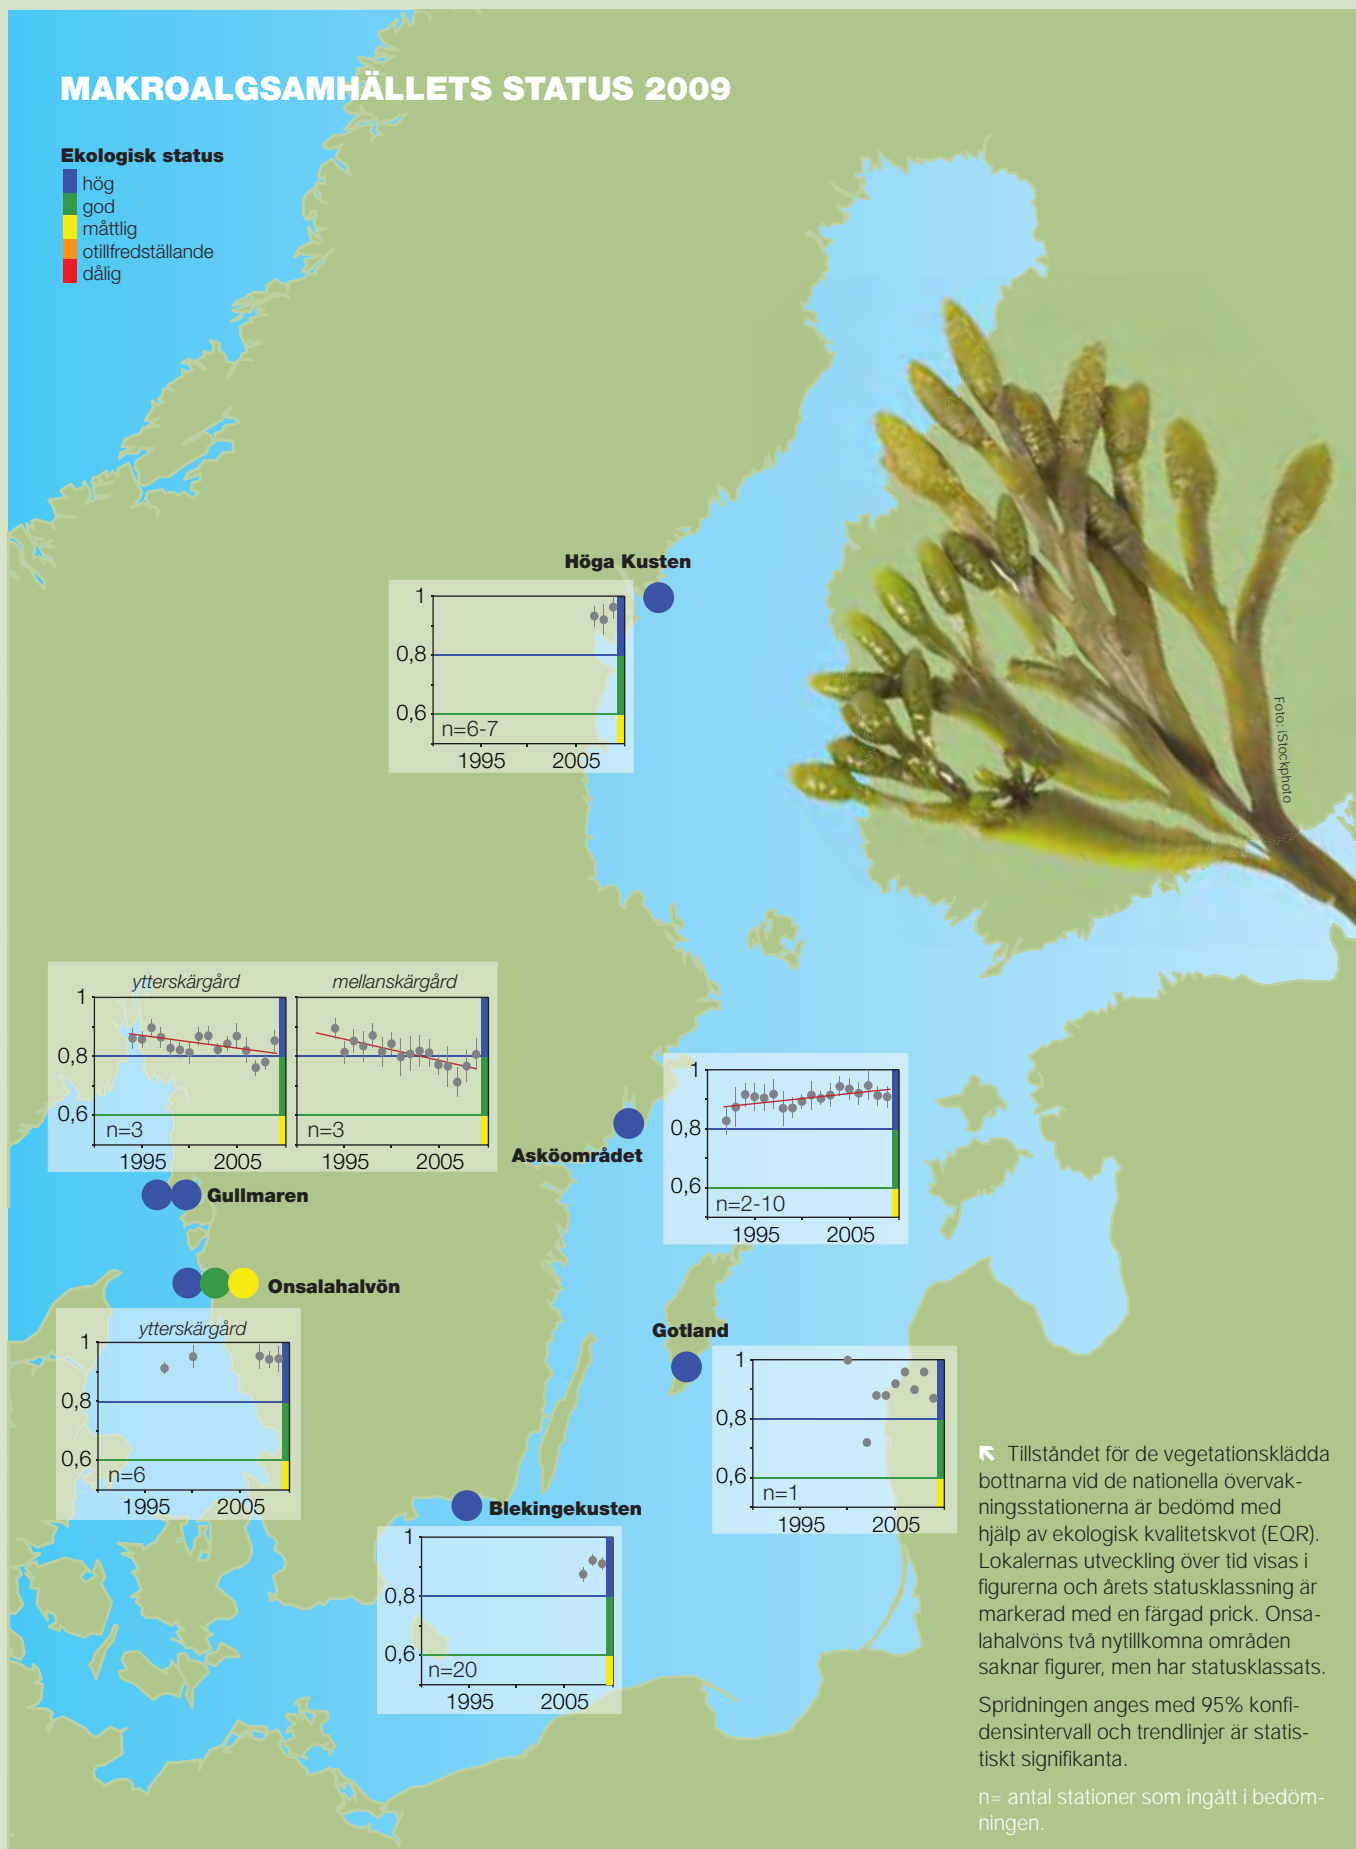 MAKROALGSAMHÄLLETS STATUS 2009
Ekologisk status
hög
god
måttlig
otillfredställande
dålig
Höga Kusten
1
0,8
0,6
n=6-7
1995 2005
Foto: iStockphoto
ytterskärgård
1
0,8
0,6
n=3
1995 2005
mellanskärgård
n=3
1995 2005
Gullmaren
Asköområdet
1
0,8
0,6
n=2-10
1995 2005
Onsalahalvön
ytterskärgård
1
0,8
0,6
n=6
1995 2005
Gotland
1
0,8
0,6
n=1
1995 2005
Blekingekusten
1
0,8
0,6
n=20
1995 2005
Tillståndet för de vegetationsklädda
bottnarna vid de nationella övervak-
ningsstationerna är bedömd med
hjälp av ekologisk kvalitetskvot (EQR).
Lokalernas utveckling över tid visas i
figurerna och årets statusklassning är
markerad med en färgad prick. Onsa-
lahalvöns två nytillkomna områden
saknar figurer, men har statusklassats.
Spridningen anges med 95% konfi-
densintervall och trendlinjer är statis-
tiskt signifikanta.
n= antal stationer som ingått i bedöm-
ningen.